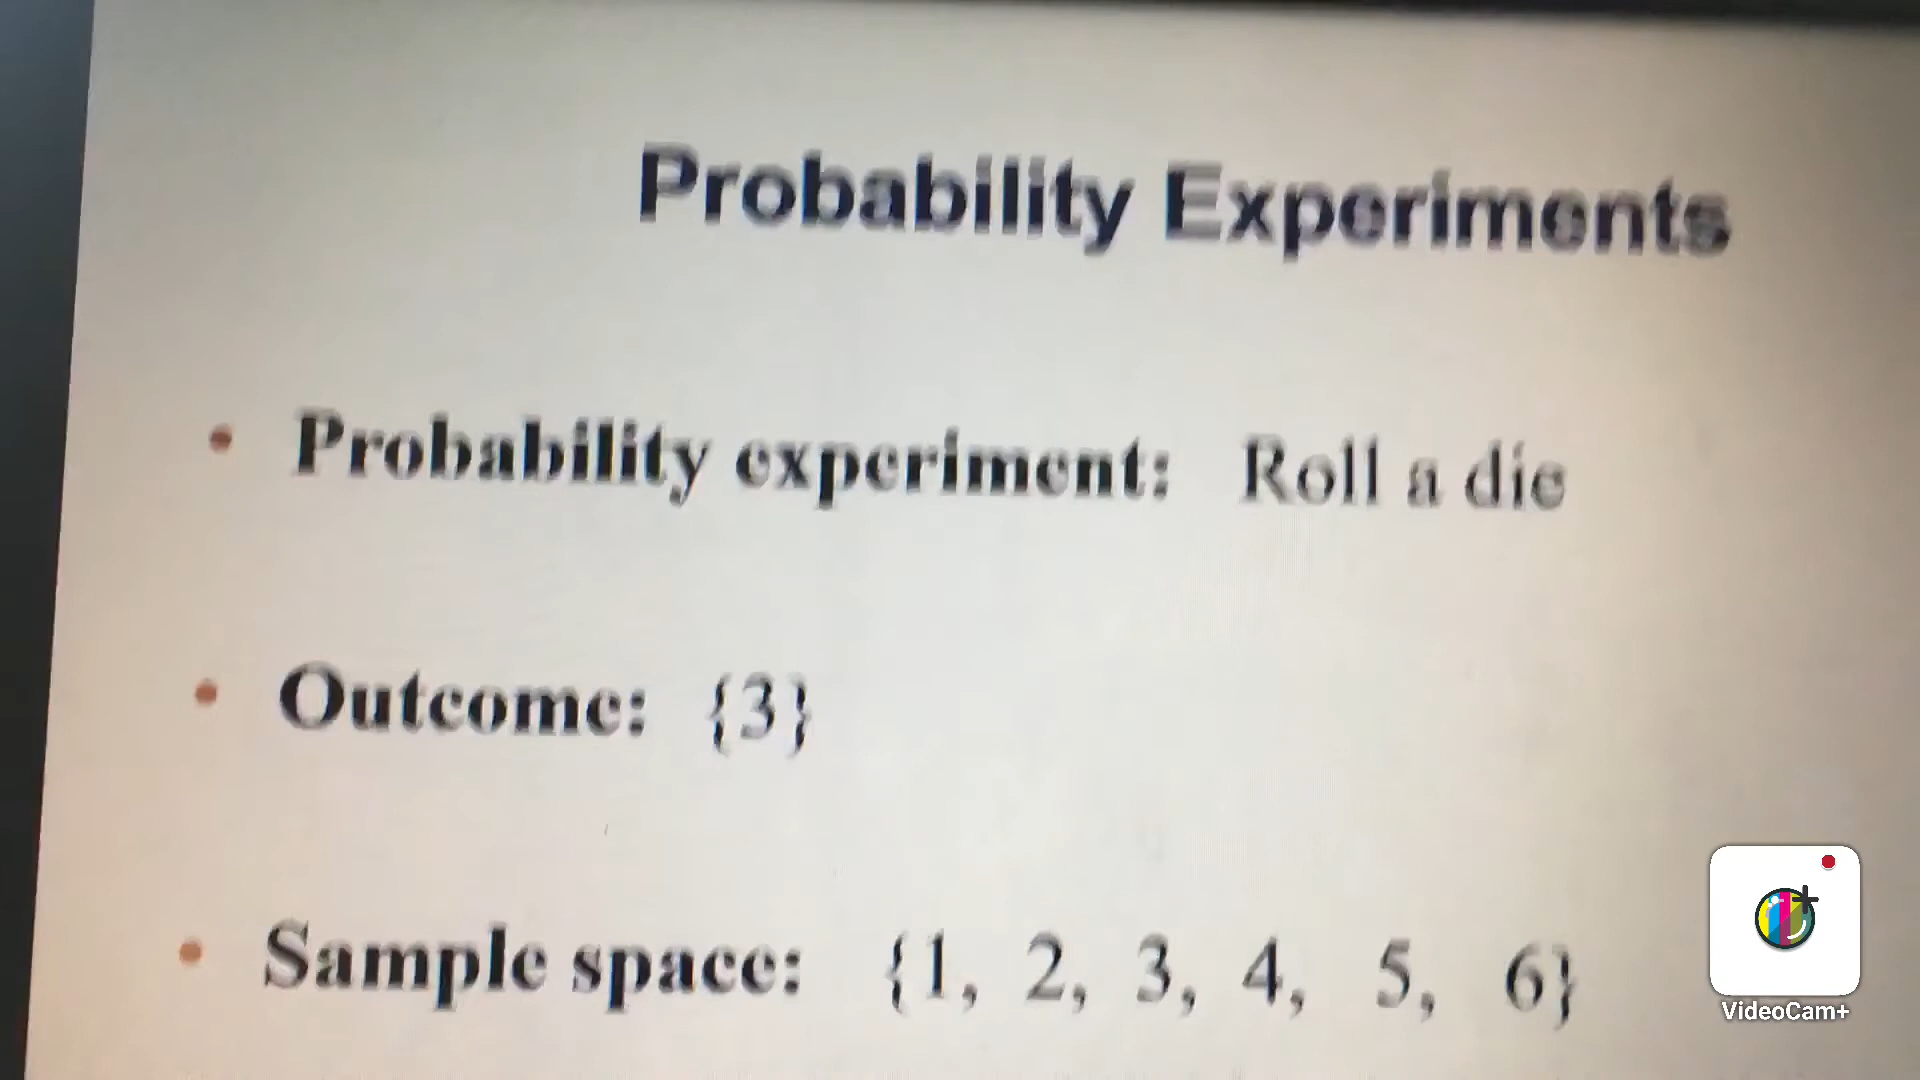 Probability Experiments
• Probability experiment: Roll a die
• Outcome: {3}
• Sample space: {1, 2, 3, 4, 5, 6}
VideoCam+